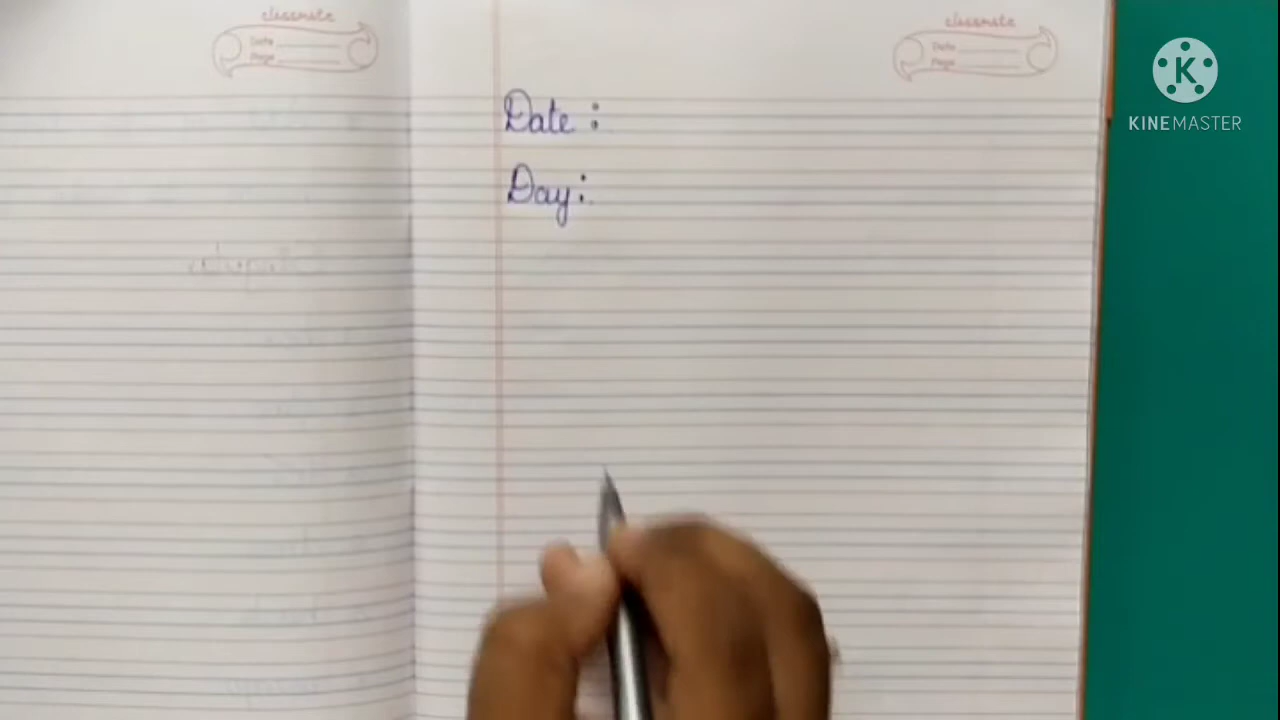 classmate
Date
Page
classmate
Date
Page
Date :
Day :
K
KINEMASTER